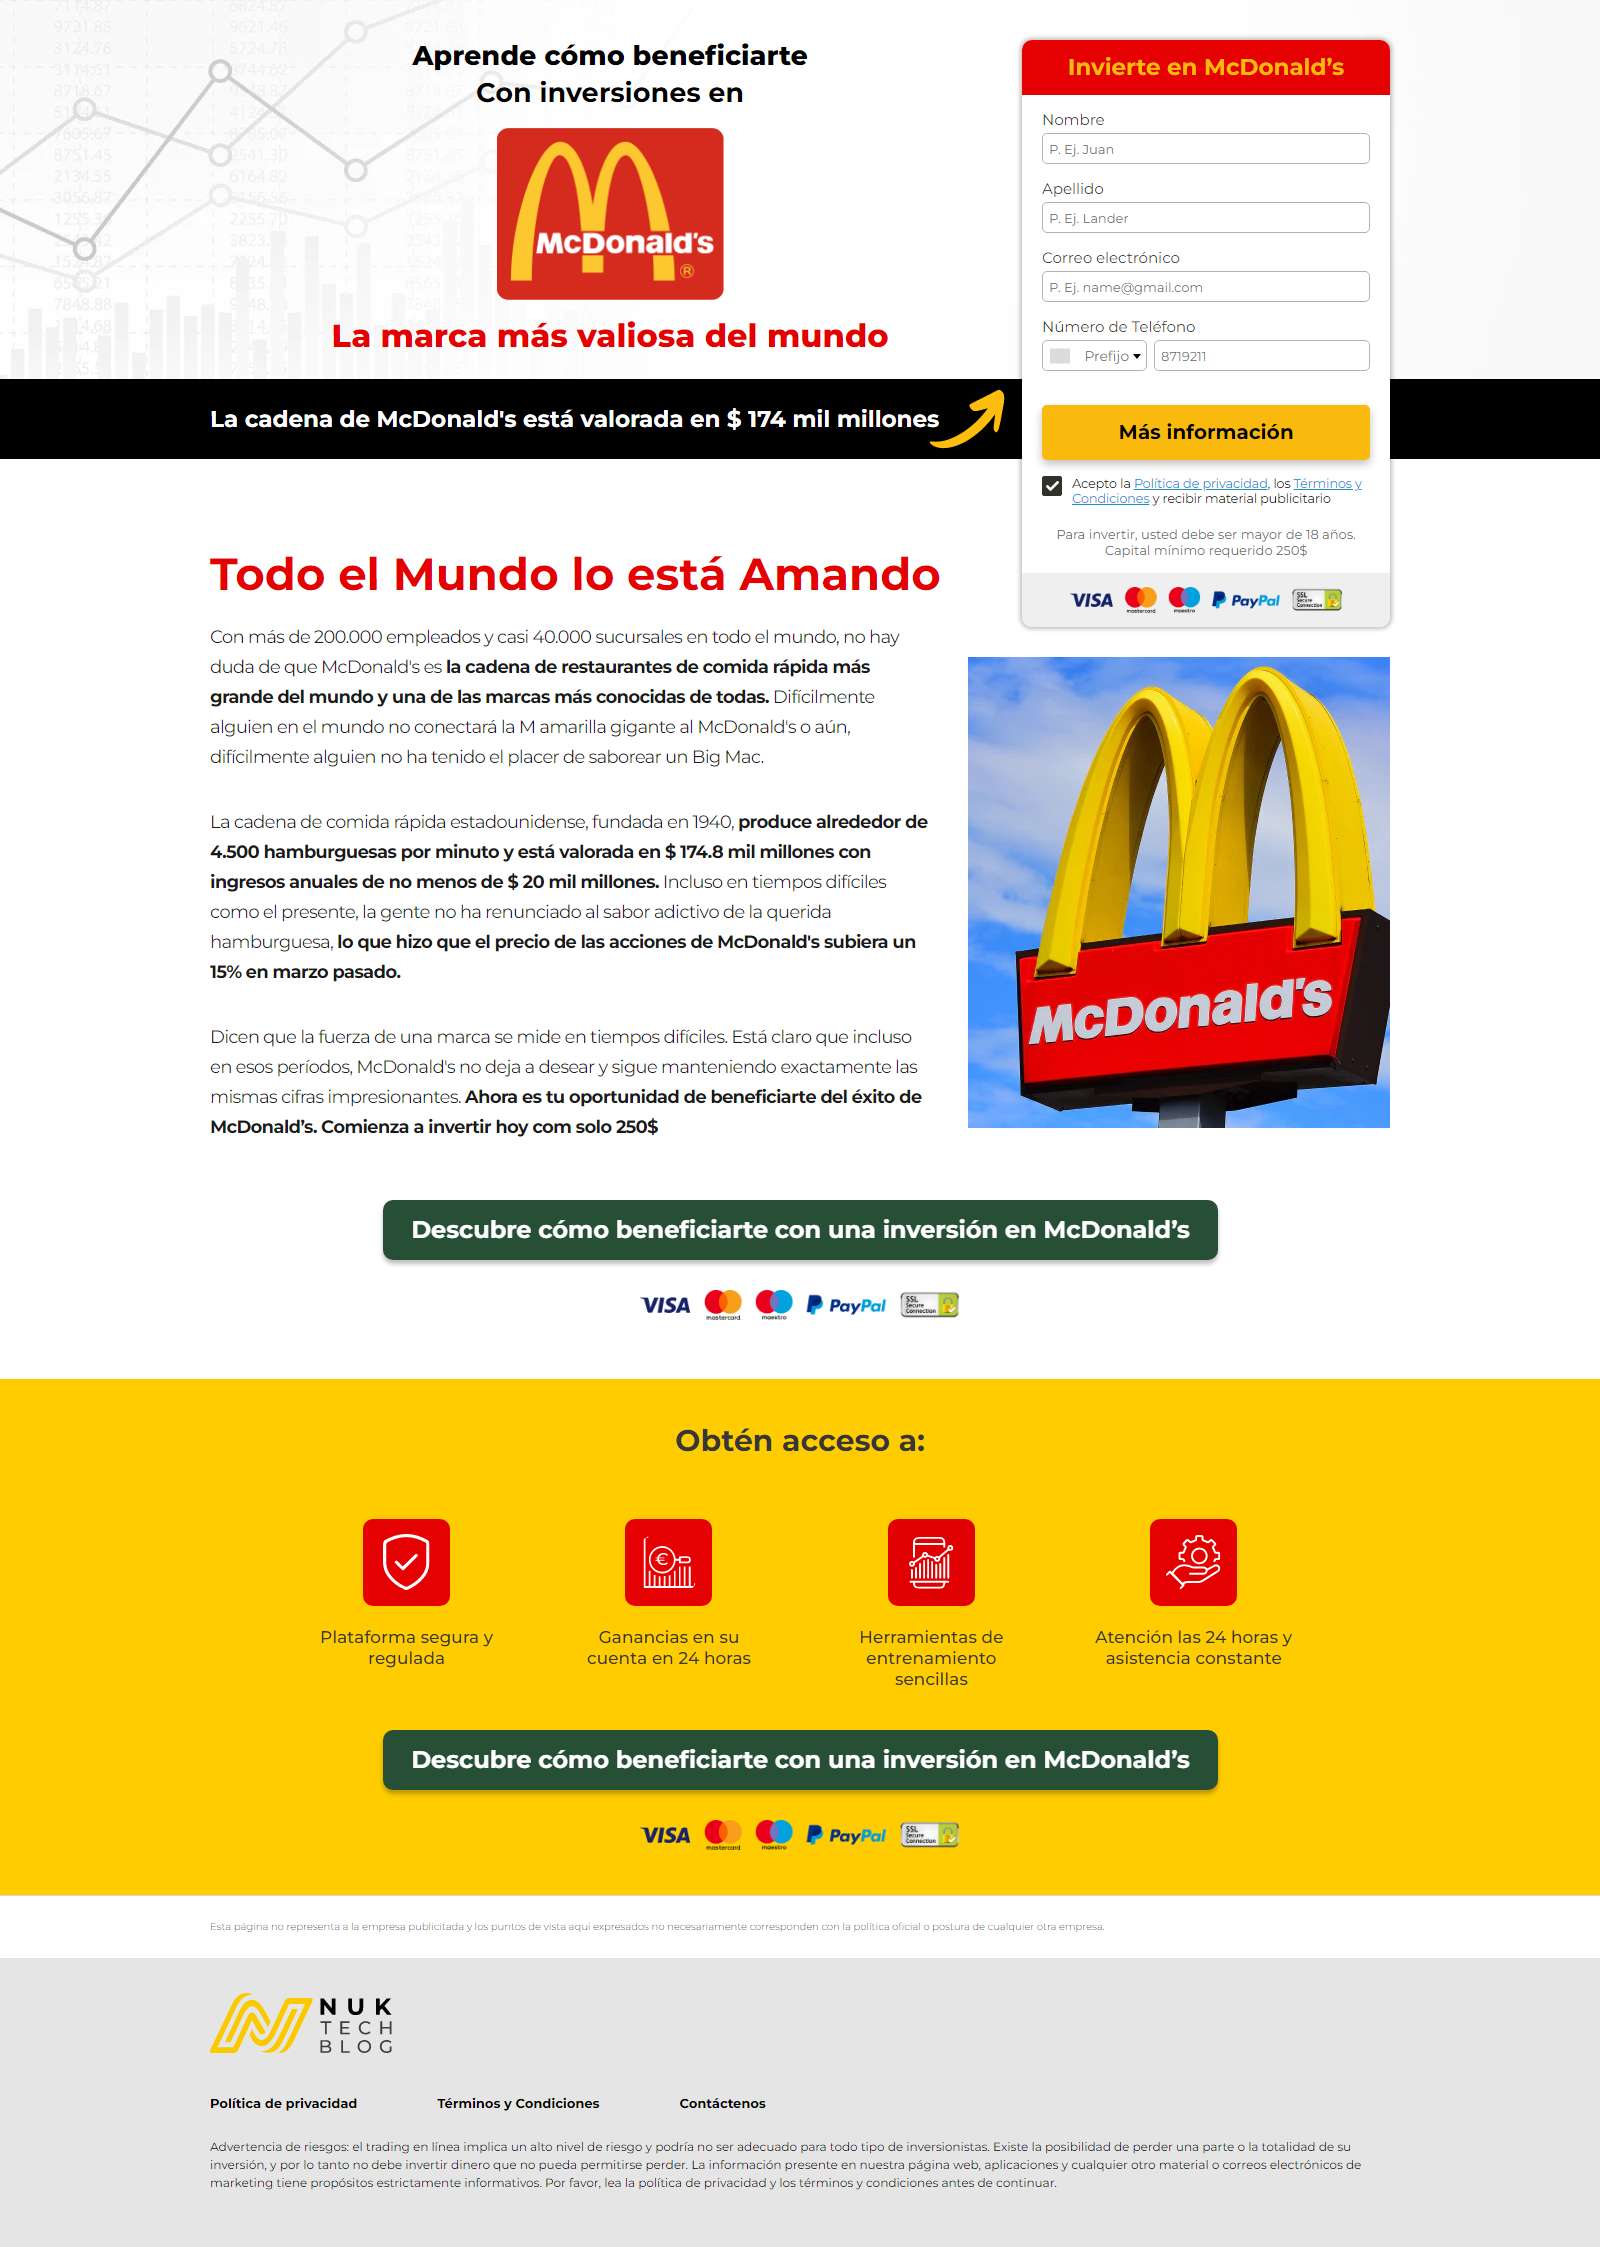 Aprende cómo beneficiarte
Con inversiones en
McDonald's
®
La marca más valiosa del mundo
La cadena de McDonald's está valorada en $ 174 mil millones
Invierte en McDonald’s
Nombre
P. Ej. Juan
Apellido
P. Ej. Lander
Correo electrónico
P. Ej. name@gmail.com
Número de Teléfono
Prefijo
8719211
Más información
Acepto la Política de privacidad, los Términos y
Condiciones y recibir material publicitario
Para invertir, usted debe ser mayor de 18 años.
Capital mínimo requerido 250$
VISA mastercard maestro PayPal SSL Secure Connection
Todo el Mundo lo está Amando
Con más de 200.000 empleados y casi 40.000 sucursales en todo el mundo, no hay
duda de que McDonald's es la cadena de restaurantes de comida rápida más
grande del mundo y una de las marcas más conocidas de todas. Difícilmente
alguien en el mundo no conectará la M amarilla gigante al McDonald's o aún,
difícilmente alguien no ha tenido el placer de saborear un Big Mac.
La cadena de comida rápida estadounidense, fundada en 1940, produce alrededor de
4.500 hamburguesas por minuto y está valorada en $ 174.8 mil millones con
ingresos anuales de no menos de $ 20 mil millones. Incluso en tiempos difíciles
como el presente, la gente no ha renunciado al sabor adictivo de la querida
hamburguesa, lo que hizo que el precio de las acciones de McDonald's subiera un
15% en marzo pasado.
Dicen que la fuerza de una marca se mide en tiempos difíciles. Está claro que incluso
en esos períodos, McDonald's no deja a desear y sigue manteniendo exactamente las
mismas cifras impresionantes. Ahora es tu oportunidad de beneficiarte del éxito de
McDonald’s. Comienza a invertir hoy com solo 250$
McDonald's
Descubre cómo beneficiarte con una inversión en McDonald’s
VISA mastercard maestro PayPal SSL Secure Connection
Obtén acceso a:
Plataforma segura y
regulada
Ganancias en su
cuenta en 24 horas
Herramientas de
entrenamiento
sencillas
Atención las 24 horas y
asistencia constante
Descubre cómo beneficiarte con una inversión en McDonald’s
VISA mastercard maestro PayPal SSL Secure Connection
Esta página no representa a la empresa publicitada y los puntos de vista aquí expresados no necesariamente corresponden con la política oficial o postura de cualquier otra empresa.
NUK
TECH
BLOG
Política de privacidad
Términos y Condiciones
Contáctenos
Advertencia de riesgos: el trading en línea implica un alto nivel de riesgo y podría no ser adecuado para todo tipo de inversionistas. Existe la posibilidad de perder una parte o la totalidad de su
inversión, y por lo tanto no debe invertir dinero que no pueda permitirse perder. La información presente en nuestra página web, aplicaciones y cualquier otro material o correos electrónicos de
marketing tiene propósitos estrictamente informativos. Por favor, lea la política de privacidad y los términos y condiciones antes de continuar.